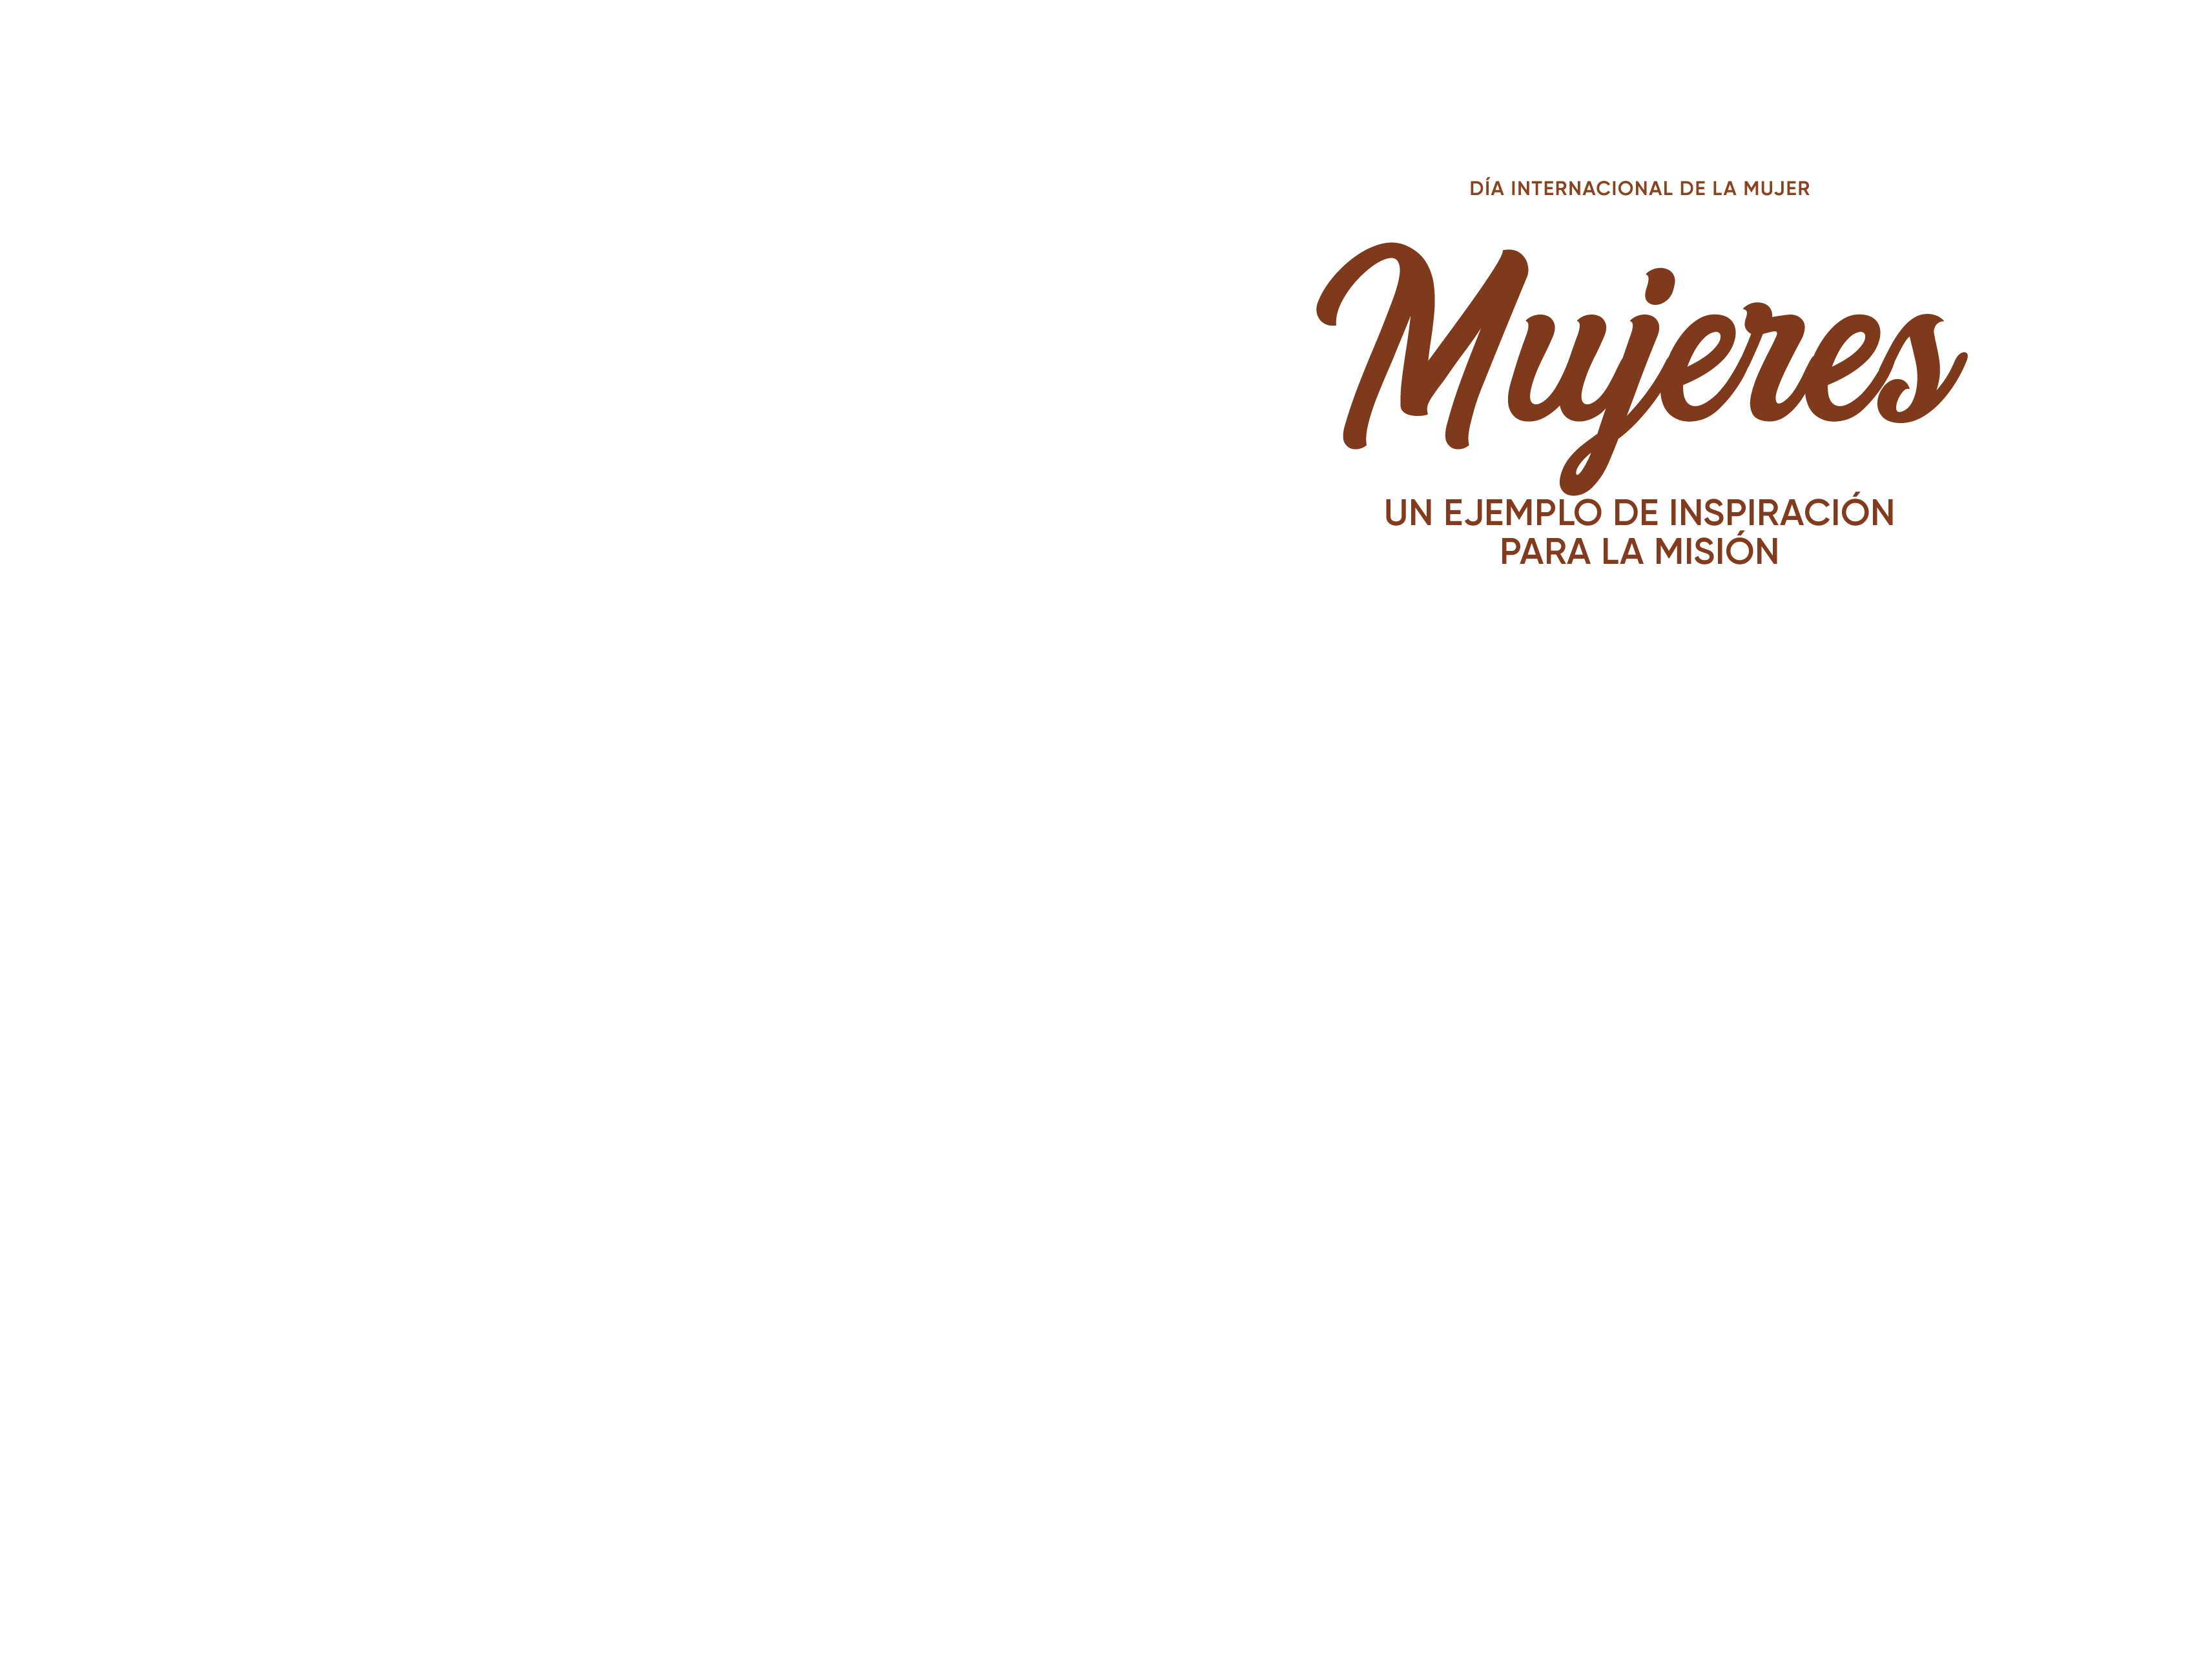 DÍA INTERNACIONAL DE LA MUJER
Mujeres
UN EJEMPLO DE INSPIRACIÓN
PARA LA MISIÓN